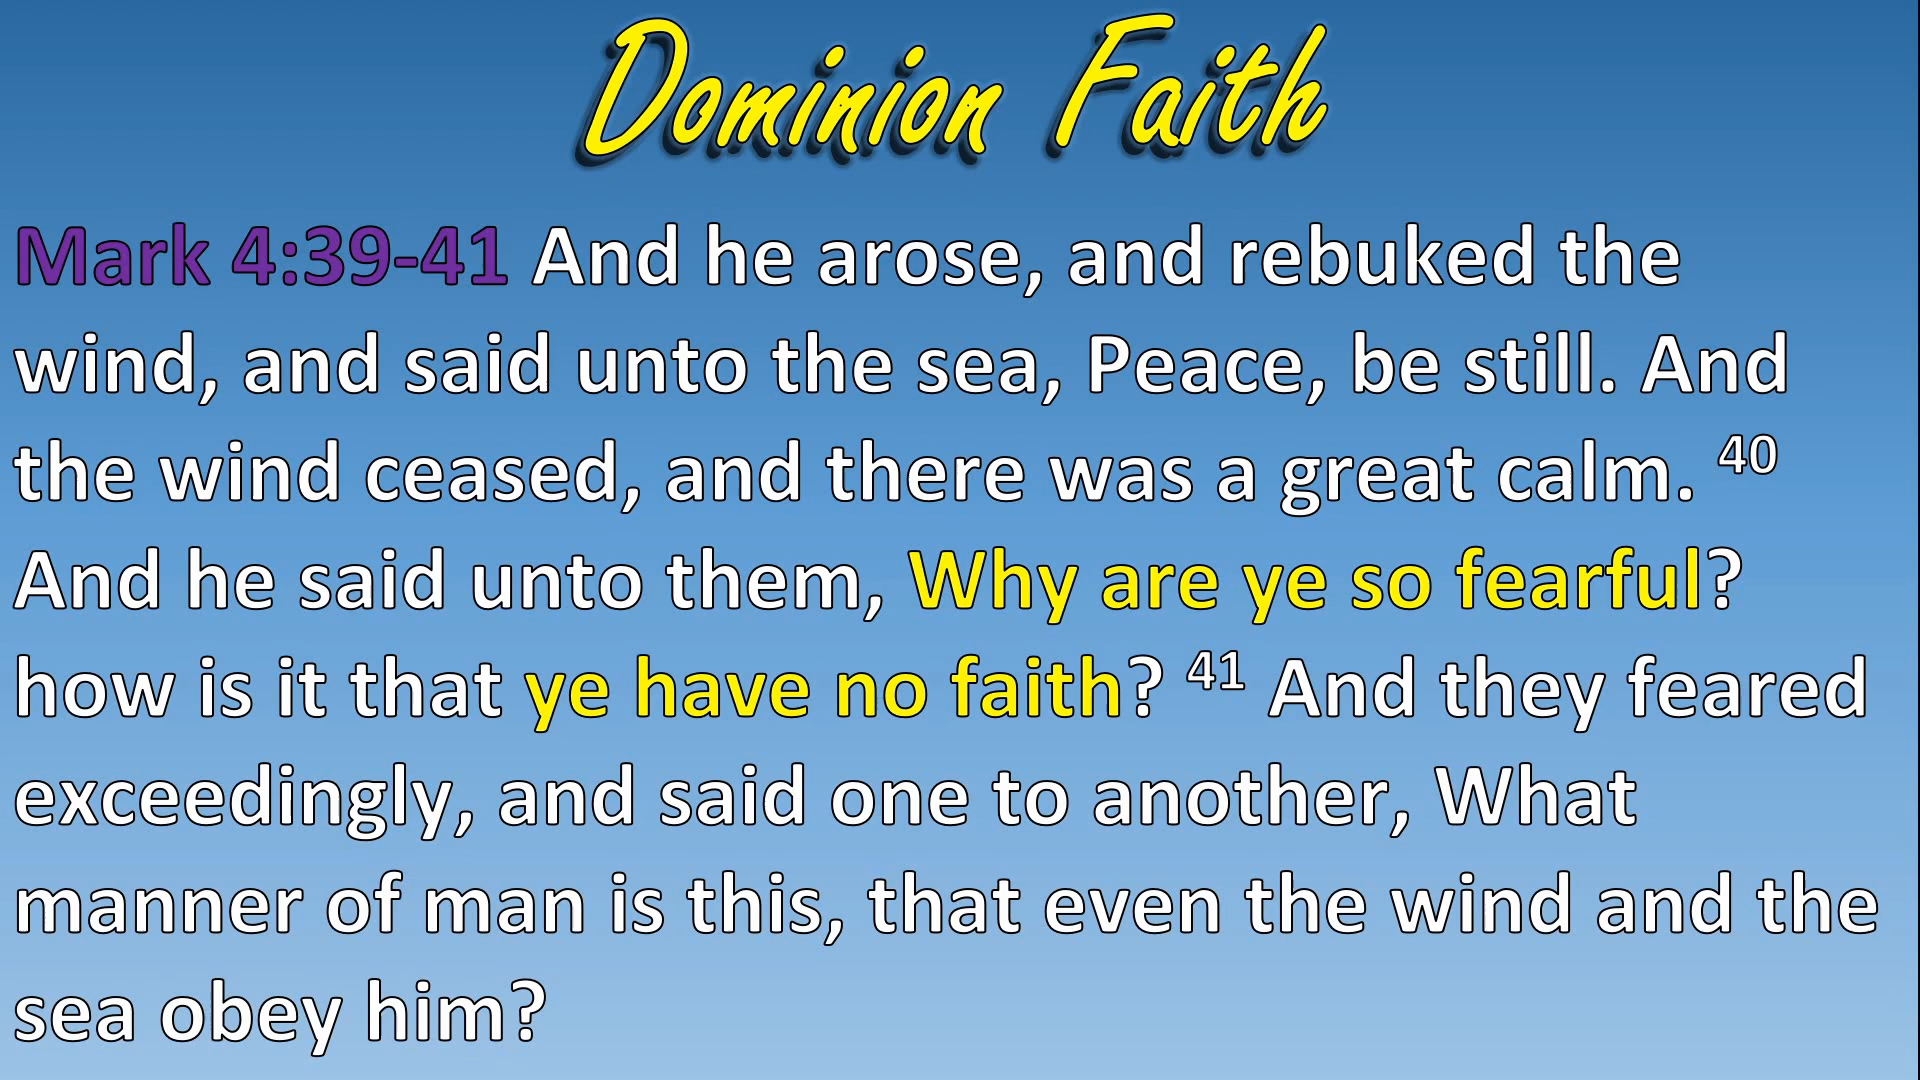 Dominion Faith
Mark 4:39-41 And he arose, and rebuked the
wind, and said unto the sea, Peace, be still. And
the wind ceased, and there was a great calm. 40
And he said unto them, Why are ye so fearful?
how is it that ye have no faith? 41 And they feared
exceedingly, and said one to another, What
manner of man is this, that even the wind and the
sea obey him?